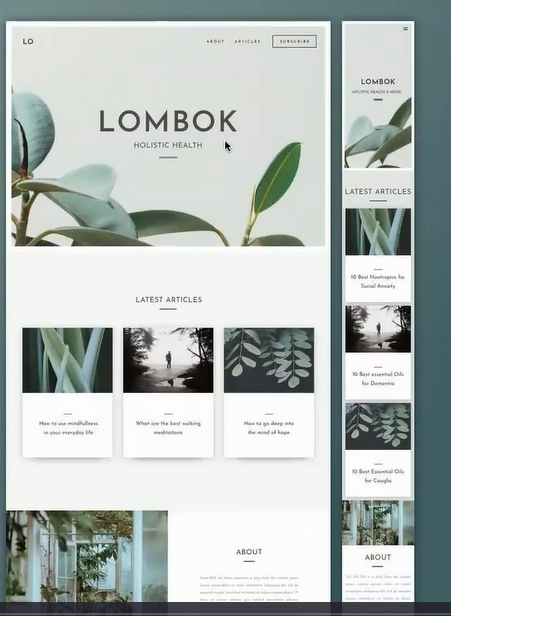 LO
ABOUT ARTICLES SUBSCRIBE
LOMBOK
HOLISTIC HEALTH
LATEST ARTICLES
How to use mindfullness
in your everyday life
What are the best walking
meditations
How to go deep into
the mind of hope
ABOUT
LOMBOK
HOLISTIC HEALTH & MORE
LATEST ARTICLES
10 Best Nootropics for
Social Anxiety
10 Best essential Oils
for Dementia
10 Best Essential Oils
for Coughs
ABOUT